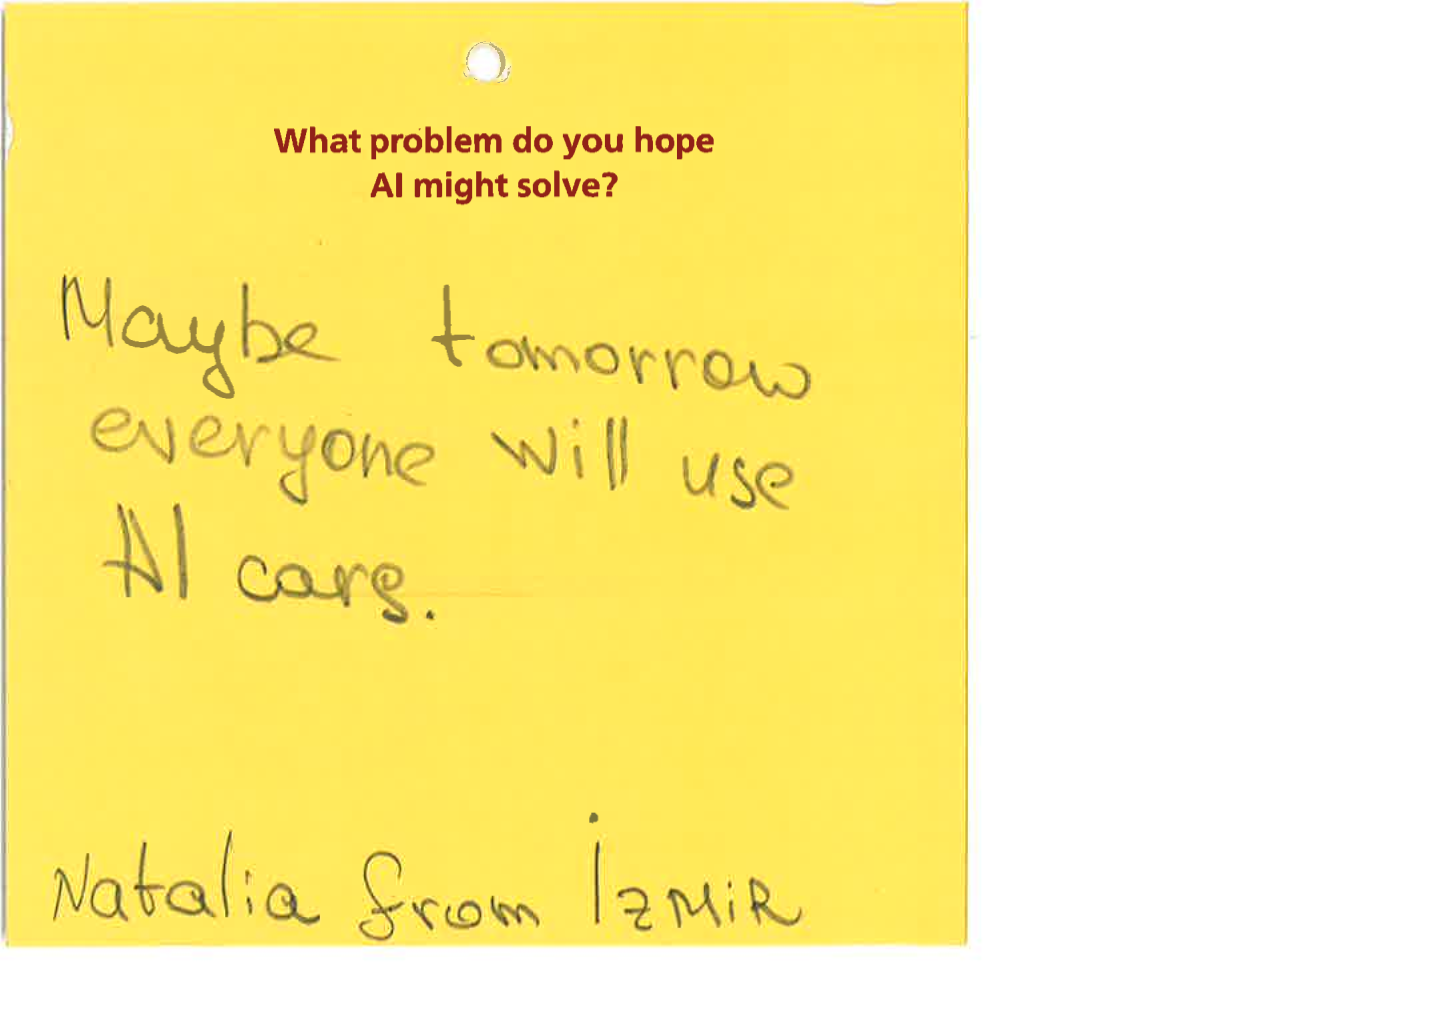 What problem do you hope
AI might solve?
Maybe tomorrow
everyone will use
AI cars.
Natalia from İzMiR